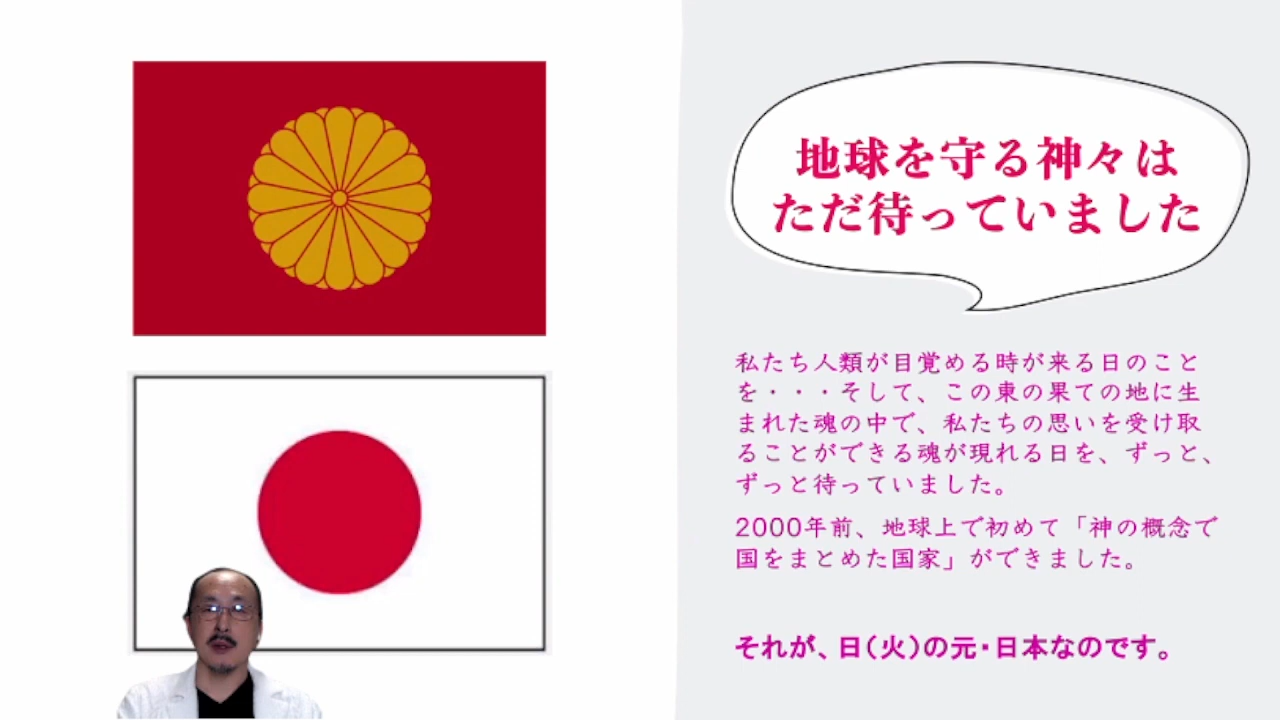 地球を守る神々は
ただ待っていました
私たち人類が目覚める時が来る日のこと
を・・・そして、この東の果ての地に生
まれた魂の中で、私たちの思いを受け取
ることができる魂が現れる日を、ずっと、
ずっと待っていました。
2000年前、地球上で初めて「神の概念で
国をまとめた国家」ができました。
それが、日(火)の元・日本なのです。